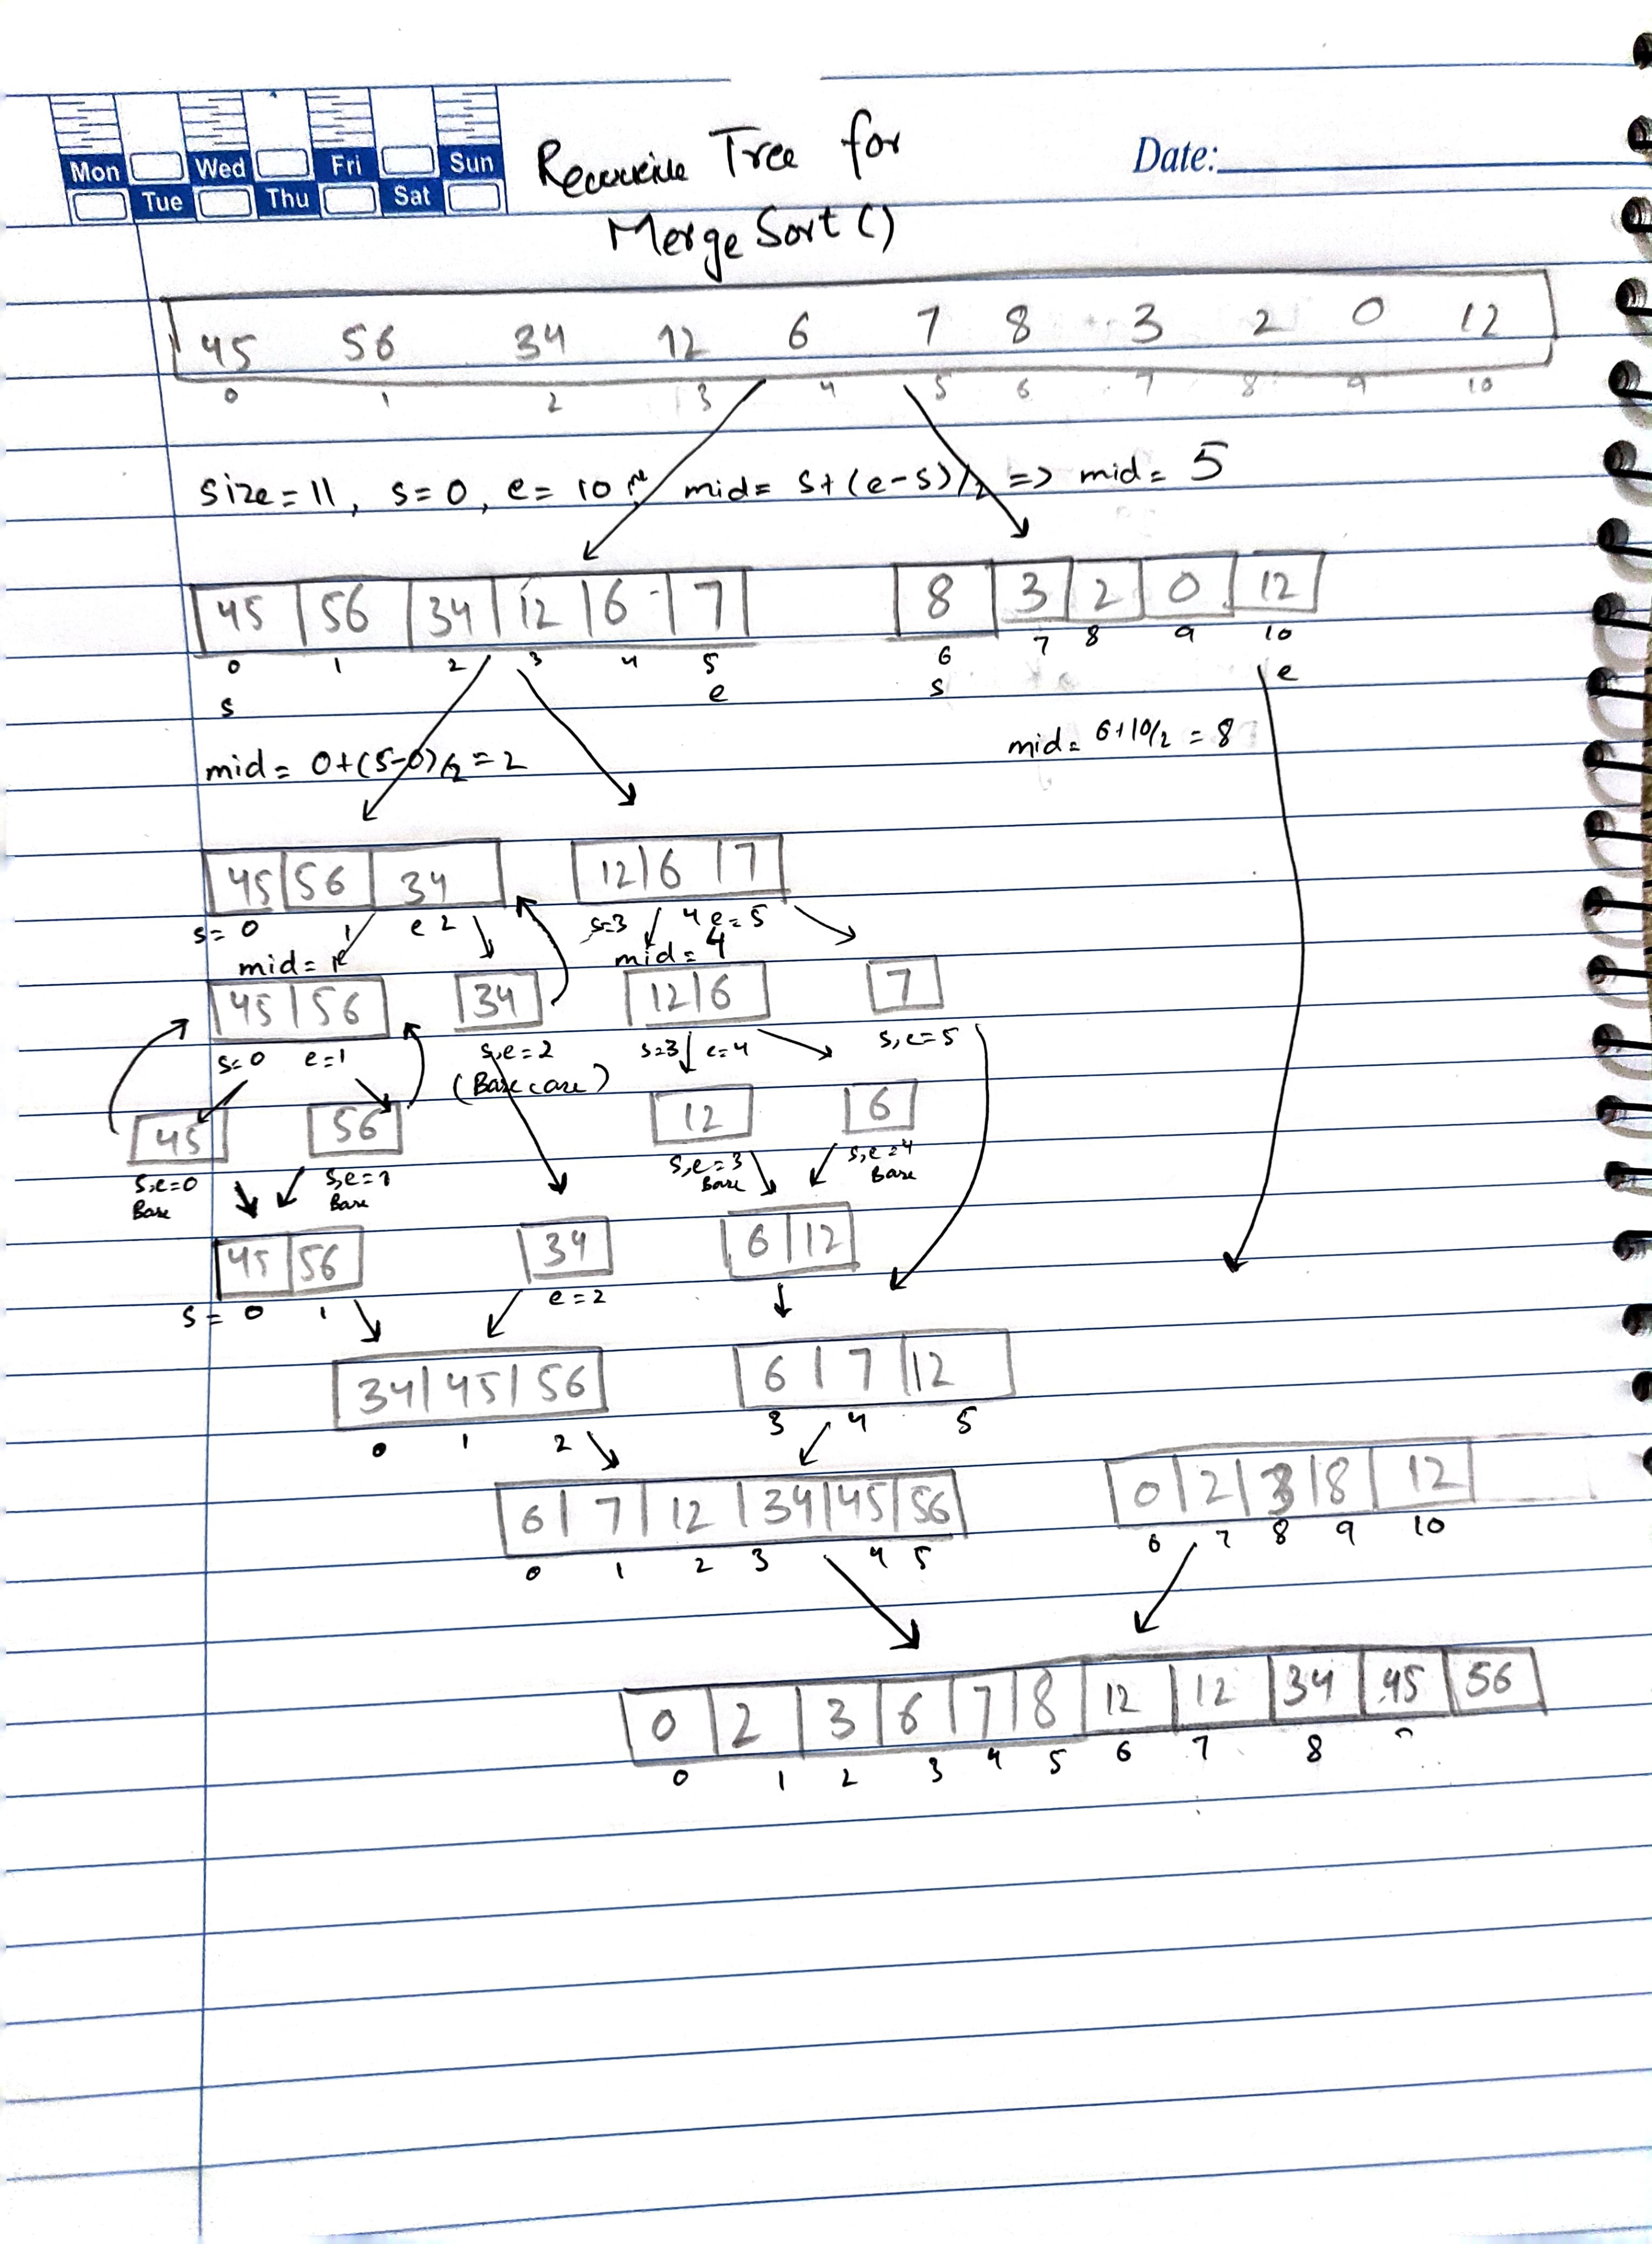 Mon Wed Fri Sun
Tue Thu Sat
Recursive Tree for
Date:
Merge Sort()
45 56 34 12 6 7 8 3 2 0 12
0 1 2 3 4 5 6 7 8 9 10
size=11, s=0, e=10 mid= s+(e-s)/2 => mid= 5
45 56 34 12 6 7 8 3 2 0 12
0 1 2 3 4 5 6 7 8 9 10
s e s e
mid= 0+(5-0)/2=2 mid= 6+10/2 = 8
45 56 34 12 6 7
s= 0 1 e 2 s=3 4 e=5
mid= 1 mid= 4
45 56 34 12 6 7
s=0 e=1 s,e=2 s=3 e=4 s,e=5
(Base case)
45 56 12 6
s,e=0 s,e=1 s,e=3 s,e=4
Base Base Base Base
45 56 34 6 12
s= 0 1 e=2
34 45 56 6 7 12
0 1 2 3 4 5
6 7 12 34 45 56 0 2 3 8 12
0 1 2 3 4 5 6 7 8 9 10
0 2 3 6 7 8 12 12 34 45 56
0 1 2 3 4 5 6 7 8